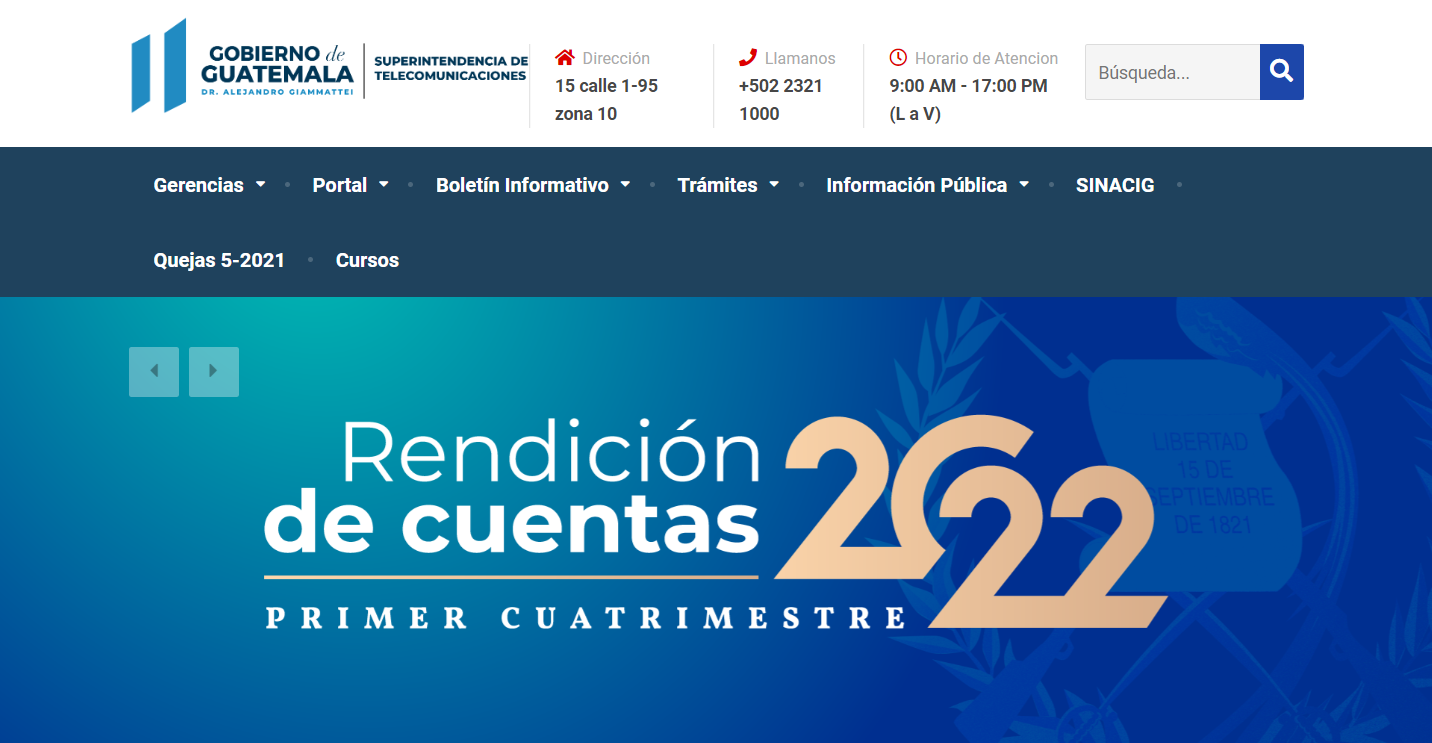 GOBIERNO de
GUATEMALA
DR. ALEJANDRO GIAMMATTEI
SUPERINTENDENCIA DE
TELECOMUNICACIONES
Dirección
15 calle 1-95
zona 10
Llamanos
+502 2321
1000
Horario de Atencion
9:00 AM - 17:00 PM
(L a V)
Búsqueda...
Gerencias
Portal
Boletín Informativo
Trámites
Información Pública
SINACIG
Quejas 5-2021
Cursos
Rendición
de cuentas
2022
PRIMER CUATRIMESTRE
LIBERTAD
15 DE
SEPTIEMBRE
DE 1821